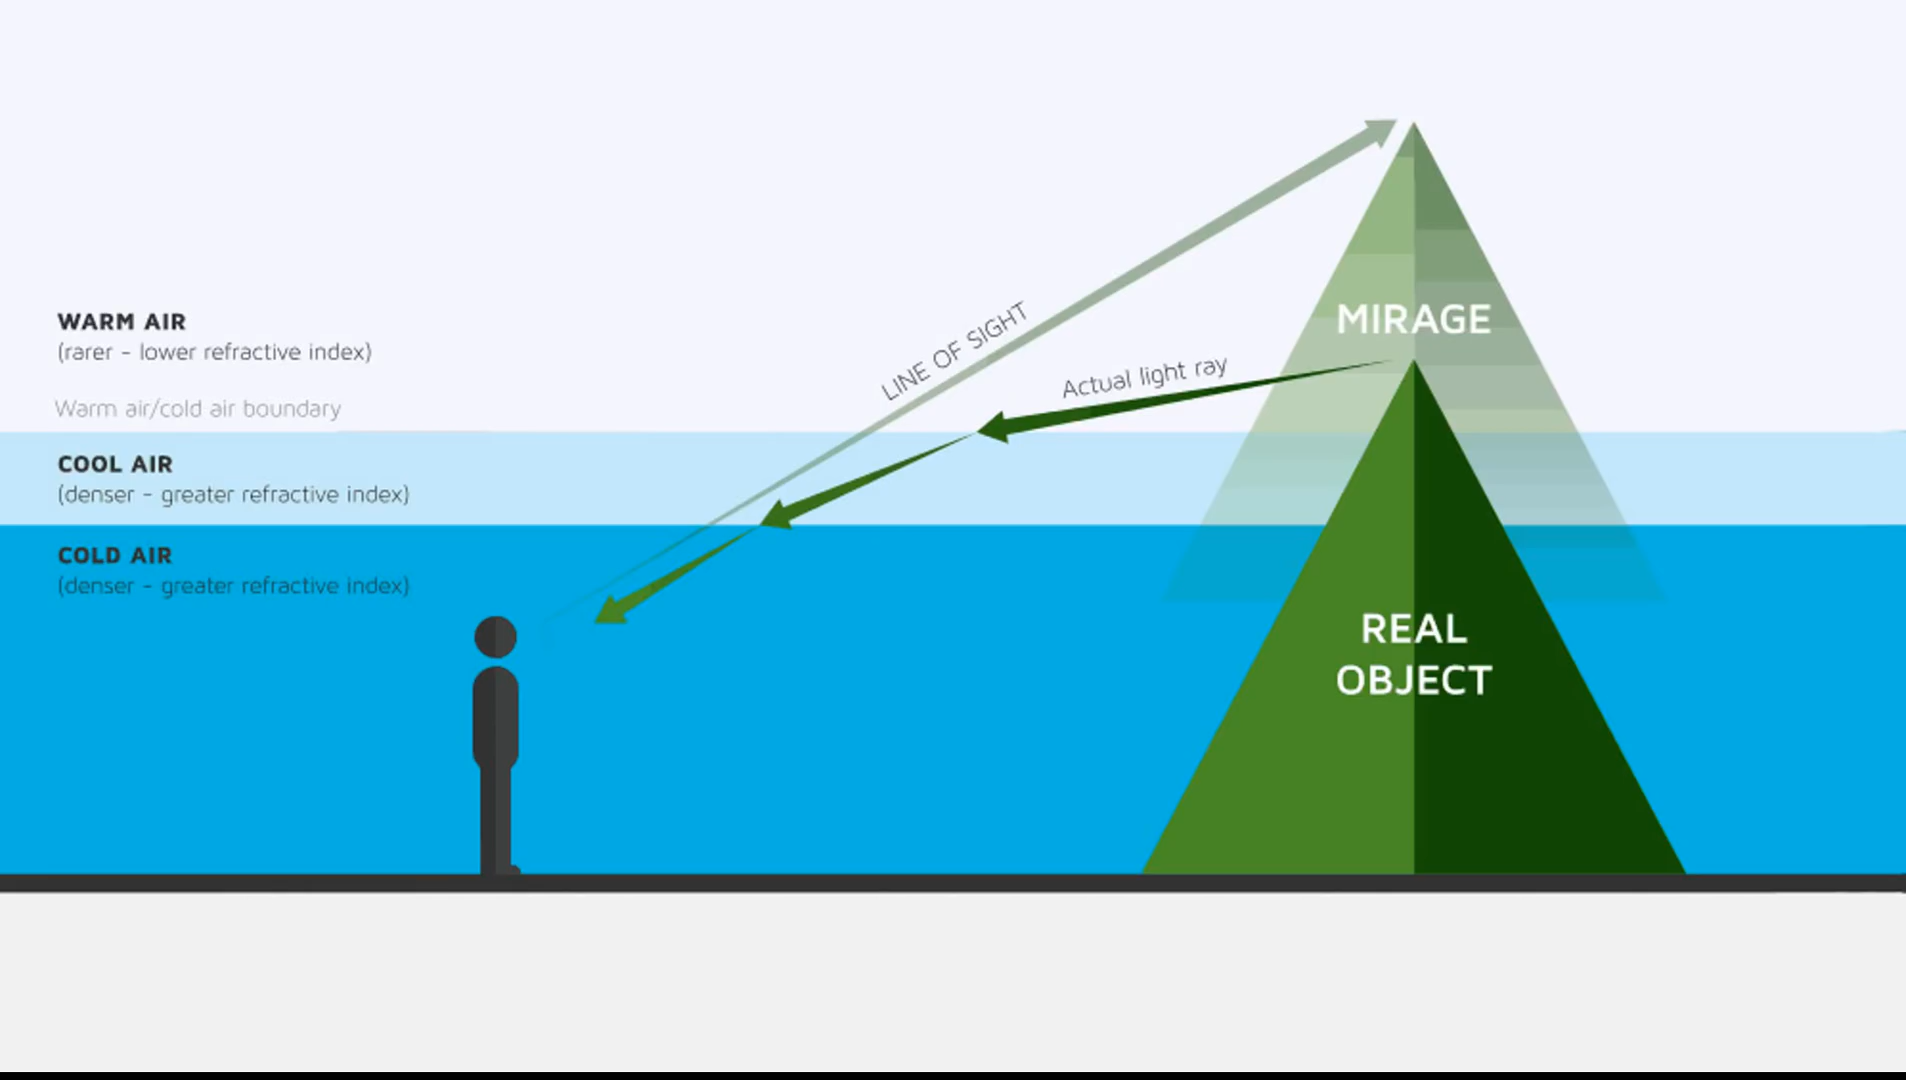 WARM AIR
(rarer - lower refractive index)
Warm air/cold air boundary
COOL AIR
(denser - greater refractive index)
COLD AIR
(denser - greater refractive index)
LINE OF SIGHT
Actual light ray
MIRAGE
REAL
OBJECT